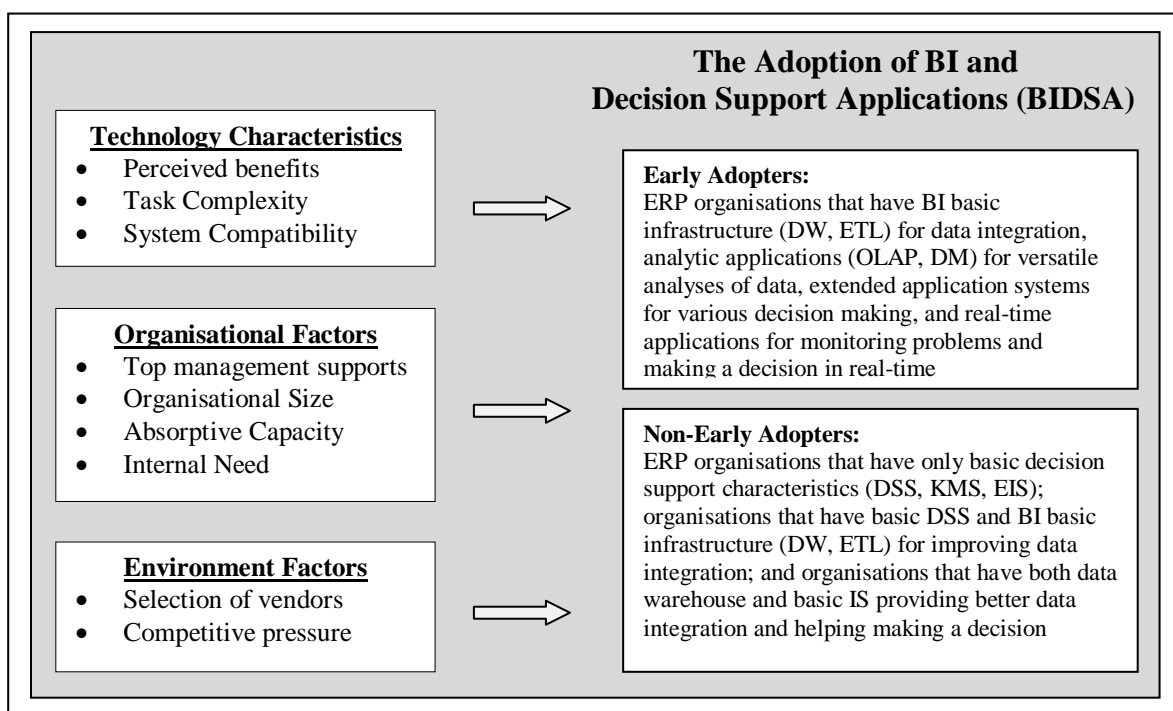 The Adoption of BI and
Decision Support Applications (BIDSA)
Technology Characteristics
• Perceived benefits
• Task Complexity
• System Compatibility
Organisational Factors
• Top management supports
• Organisational Size
• Absorptive Capacity
• Internal Need
Environment Factors
• Selection of vendors
• Competitive pressure
Early Adopters:
ERP organisations that have BI basic
infrastructure (DW, ETL) for data integration,
analytic applications (OLAP, DM) for versatile
analyses of data, extended application systems
for various decision making, and real-time
applications for monitoring problems and
making a decision in real-time
Non-Early Adopters:
ERP organisations that have only basic decision
support characteristics (DSS, KMS, EIS);
organisations that have basic DSS and BI basic
infrastructure (DW, ETL) for improving data
integration; and organisations that have both data
warehouse and basic IS providing better data
integration and helping making a decision